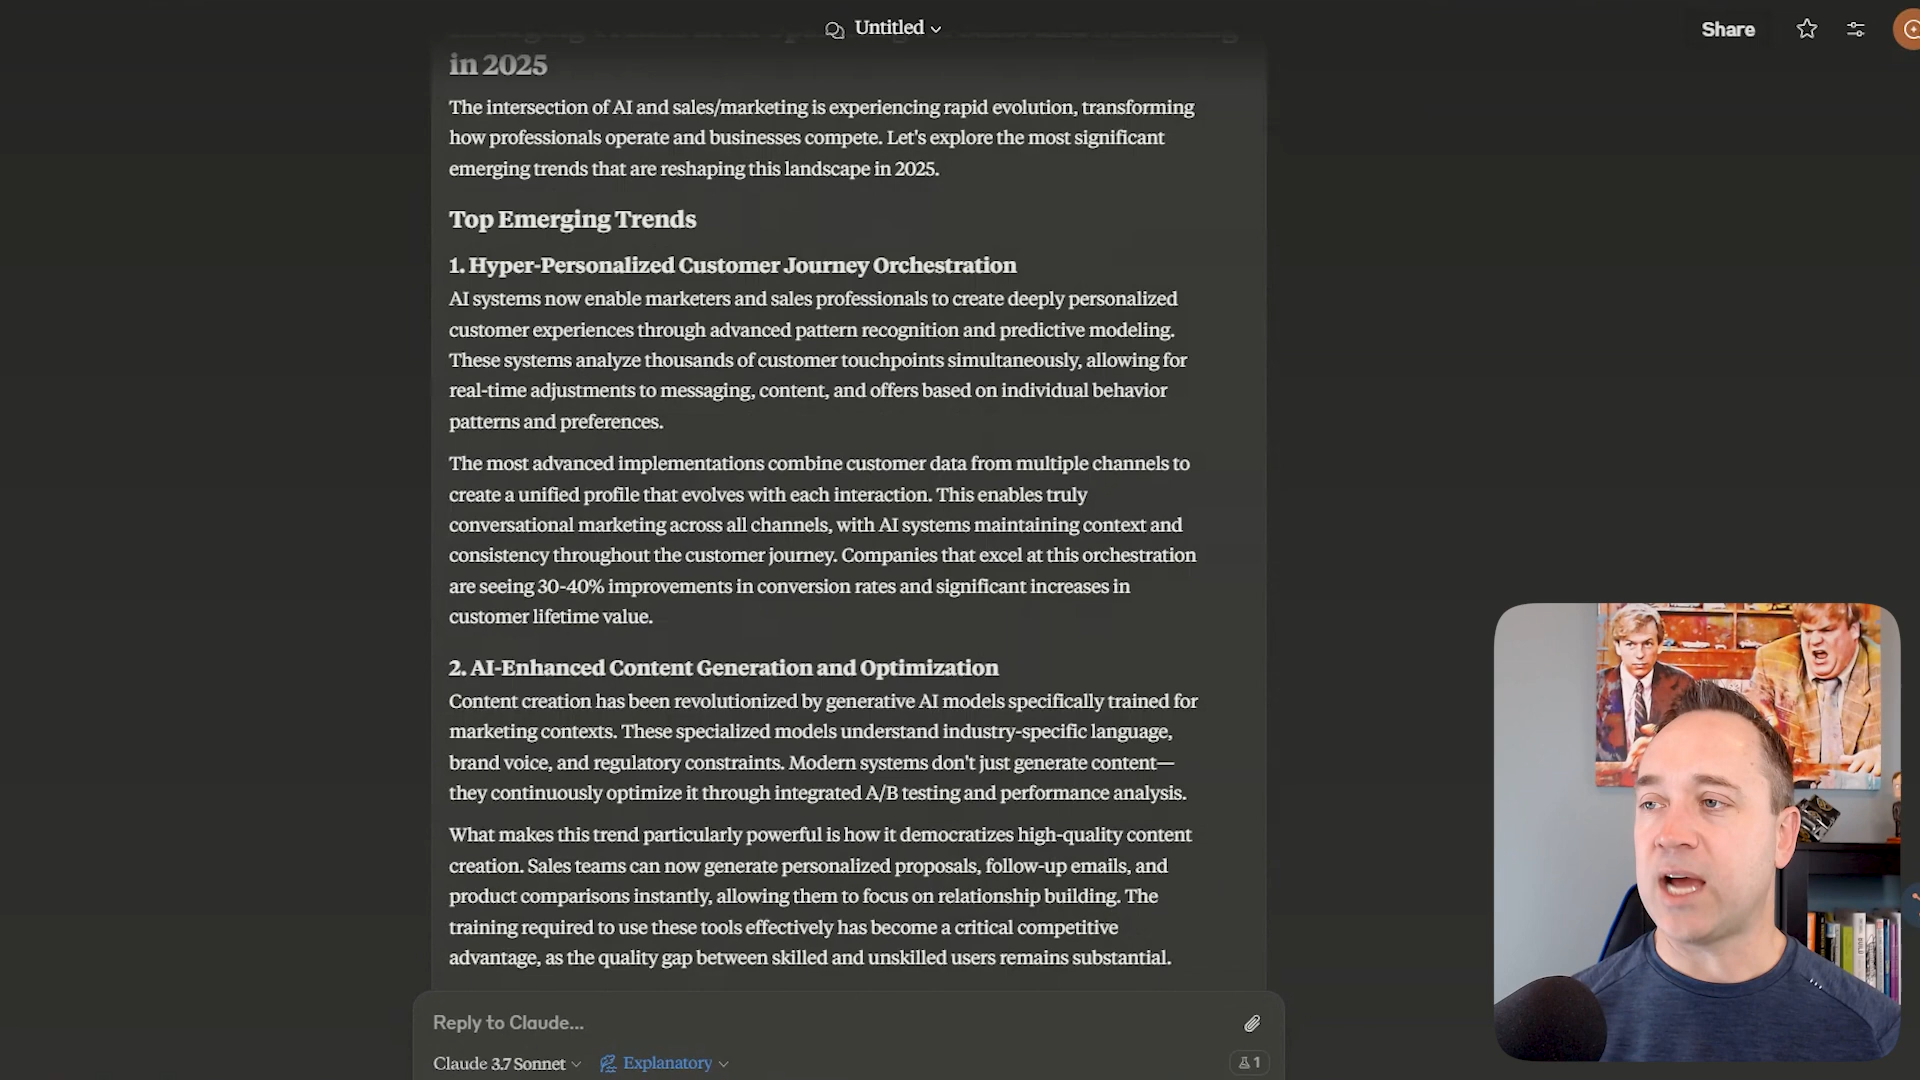 Untitled
Share
in 2025
The intersection of AI and sales/marketing is experiencing rapid evolution, transforming
how professionals operate and businesses compete. Let's explore the most significant
emerging trends that are reshaping this landscape in 2025.
Top Emerging Trends
1. Hyper-Personalized Customer Journey Orchestration
AI systems now enable marketers and sales professionals to create deeply personalized
customer experiences through advanced pattern recognition and predictive modeling.
These systems analyze thousands of customer touchpoints simultaneously, allowing for
real-time adjustments to messaging, content, and offers based on individual behavior
patterns and preferences.
The most advanced implementations combine customer data from multiple channels to
create a unified profile that evolves with each interaction. This enables truly
conversational marketing across all channels, with AI systems maintaining context and
consistency throughout the customer journey. Companies that excel at this orchestration
are seeing 30-40% improvements in conversion rates and significant increases in
customer lifetime value.
2. AI-Enhanced Content Generation and Optimization
Content creation has been revolutionized by generative AI models specifically trained for
marketing contexts. These specialized models understand industry-specific language,
brand voice, and regulatory constraints. Modern systems don't just generate content—
they continuously optimize it through integrated A/B testing and performance analysis.
What makes this trend particularly powerful is how it democratizes high-quality content
creation. Sales teams can now generate personalized proposals, follow-up emails, and
product comparisons instantly, allowing them to focus on relationship building. The
training required to use these tools effectively has become a critical competitive
advantage, as the quality gap between skilled and unskilled users remains substantial.
Reply to Claude...
Claude 3.7 Sonnet
Explanatory
1